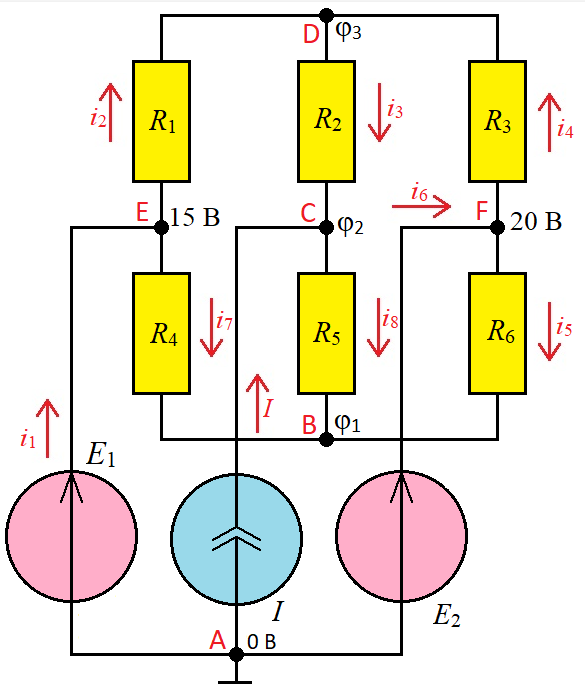 D φ₃
i₂ R₁ R₂ i₃ R₃ i₄
E 15 В C φ₂ i₆ F 20 В
R₄ i₇ R₅ i₈ R₆ i₅
i₁ I B φ₁
E₁
I E₂
A 0 В